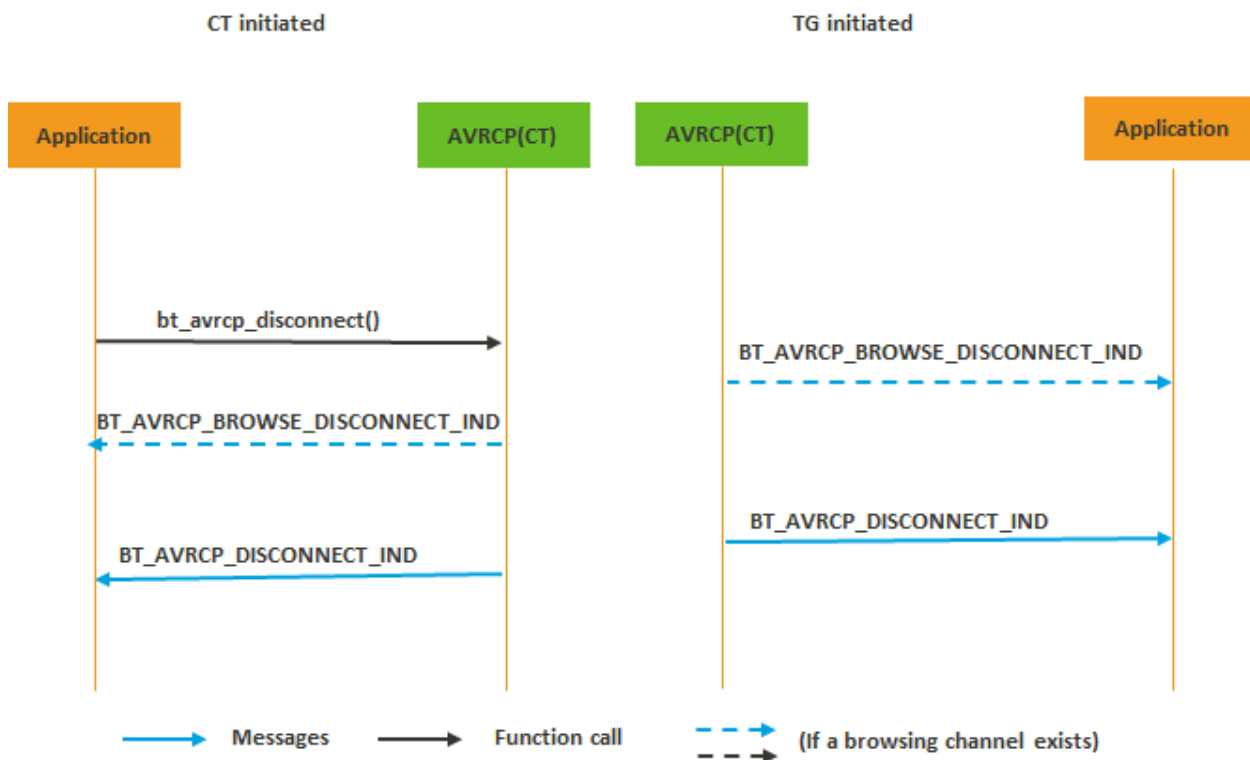 CT initiated
TG initiated
Application
AVRCP(CT)
AVRCP(CT)
Application
bt_avrcp_disconnect()
BT_AVRCP_BROWSE_DISCONNECT_IND
BT_AVRCP_BROWSE_DISCONNECT_IND
BT_AVRCP_DISCONNECT_IND
BT_AVRCP_DISCONNECT_IND
Messages
Function call
(If a browsing channel exists)